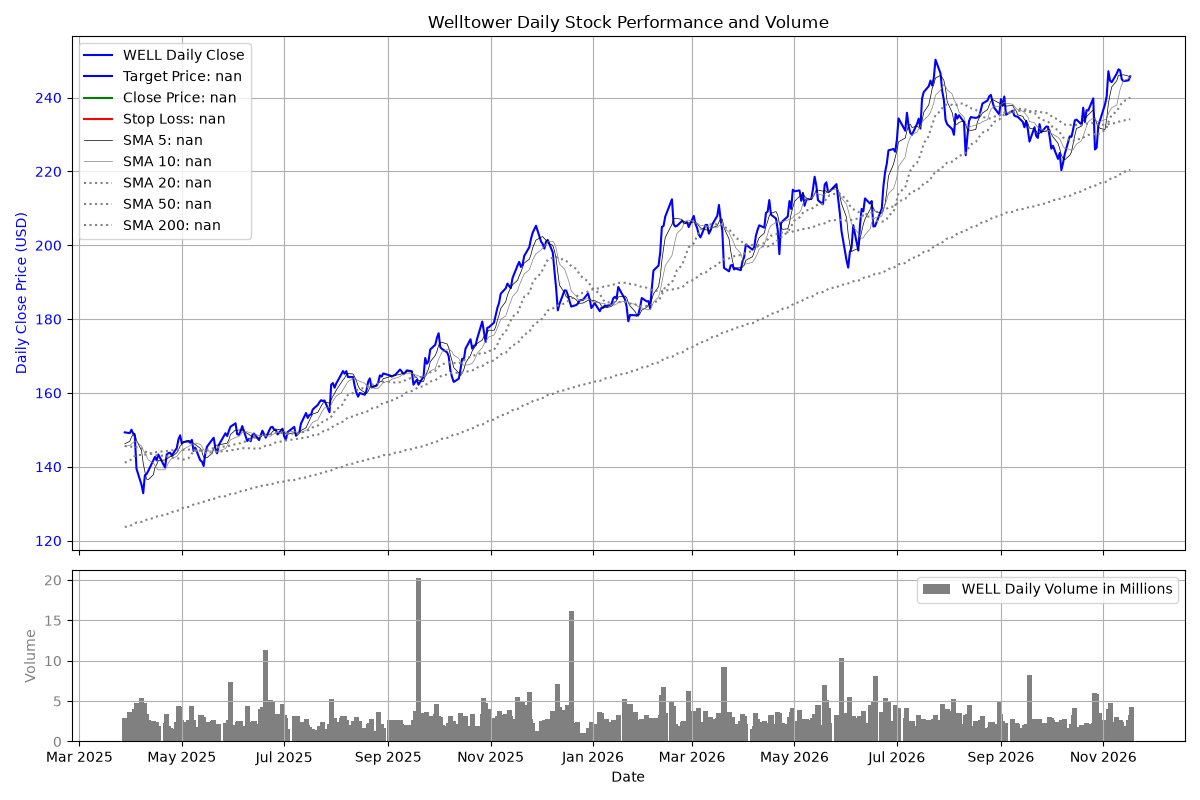 Welltower Daily Stock Performance and Volume
WELL Daily Close
Target Price: nan
Close Price: nan
Stop Loss: nan
SMA 5: nan
SMA 10: nan
SMA 20: nan
SMA 50: nan
SMA 200: nan
Daily Close Price (USD)
240
220
200
180
160
140
120
WELL Daily Volume in Millions
Volume
20
15
10
5
0
Mar 2025 May 2025 Jul 2025 Sep 2025 Nov 2025 Jan 2026 Mar 2026 May 2026 Jul 2026 Sep 2026 Nov 2026
Date